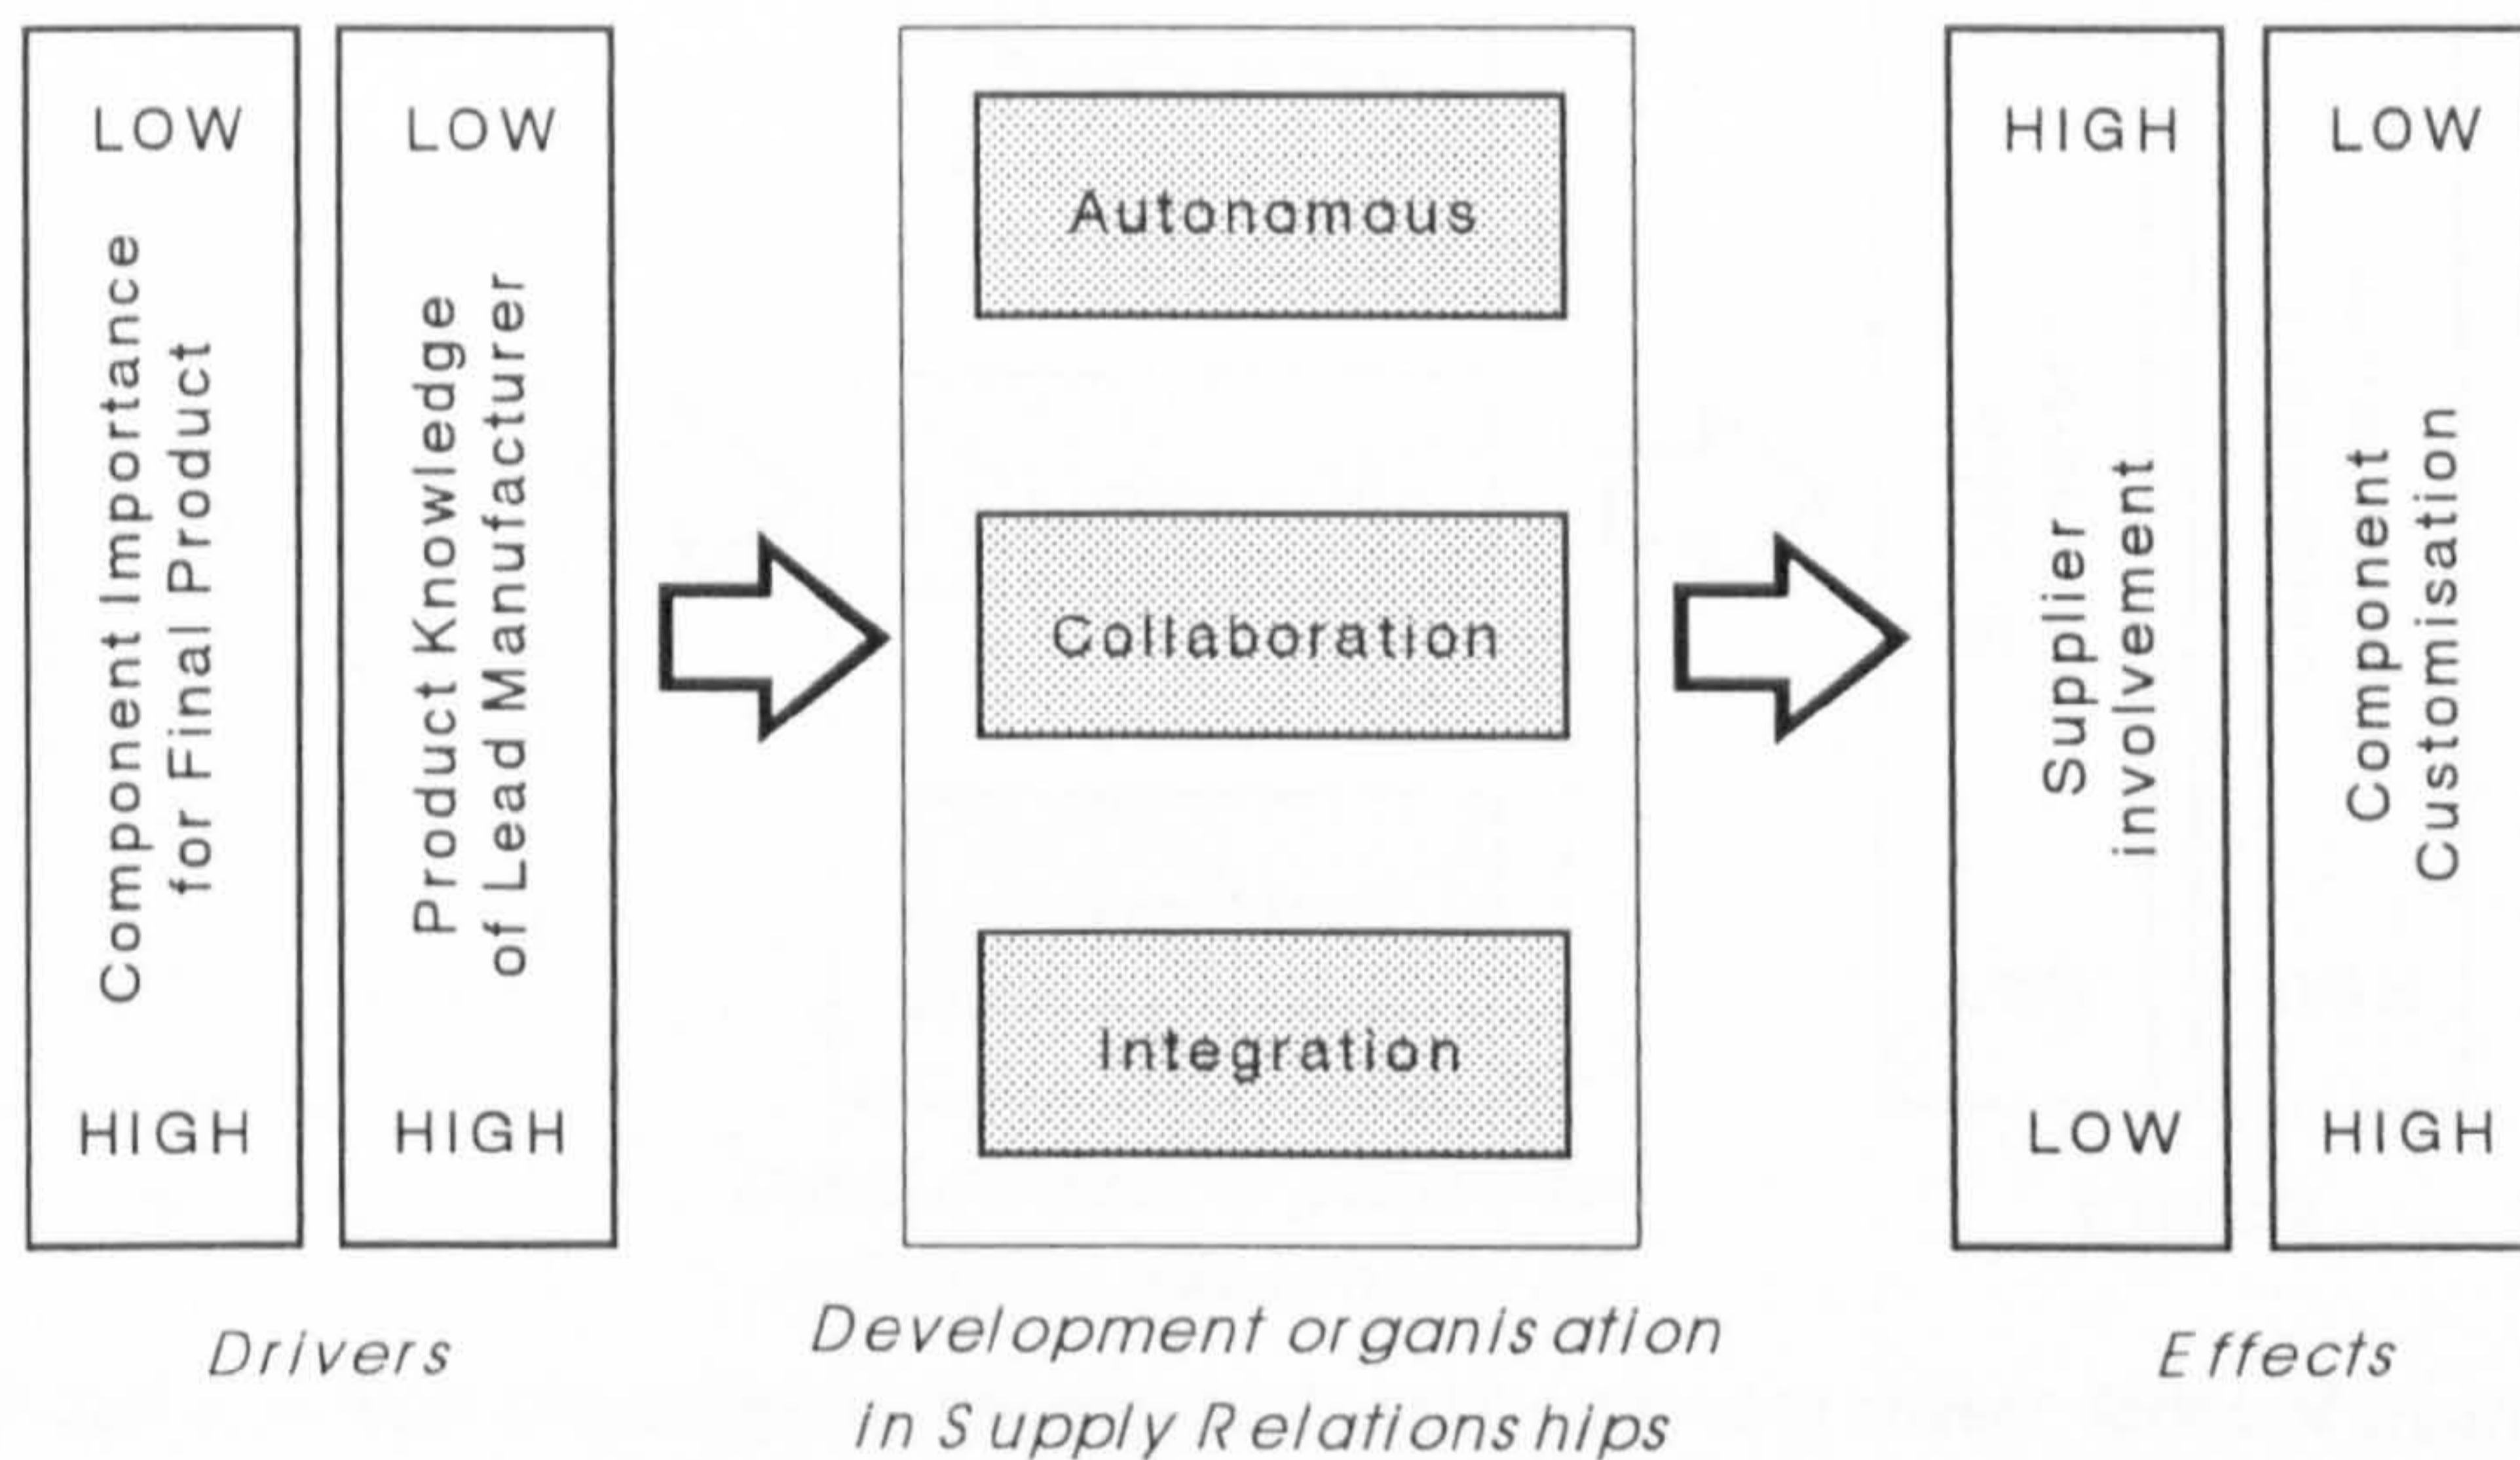 LOW
Component Importance
for Final Product
HIGH
LOW
Product Knowledge
of Lead Manufacturer
HIGH
Autonomous
Collaboration
Integration
HIGH
Supplier
involvement
LOW
LOW
Component
Customisation
HIGH
Drivers
Development organisation
in Supply Relationships
Effects